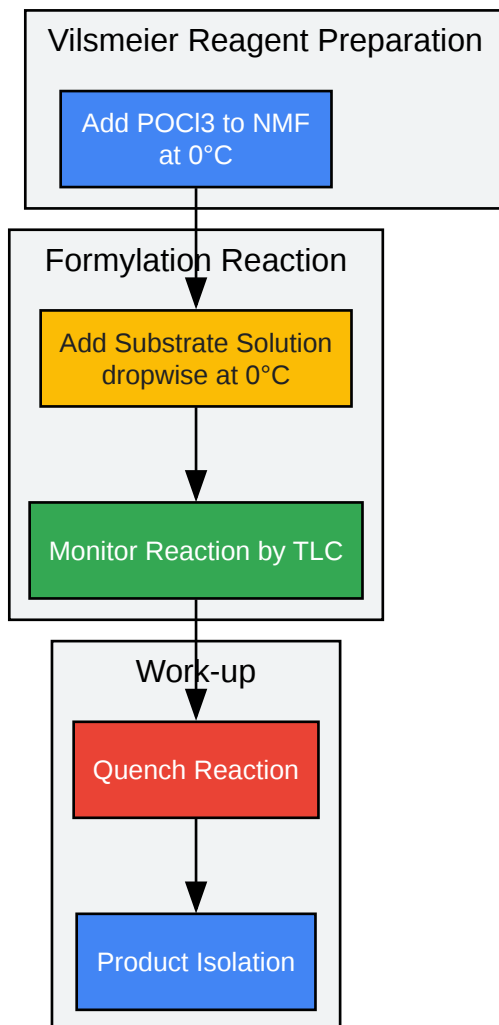 Vilsmeier Reagent Preparation
Add POCl3 to NMF
at 0°C
Formylation Reaction
Add Substrate Solution
dropwise at 0°C
Monitor Reaction by TLC
Work-up
Quench Reaction
Product Isolation